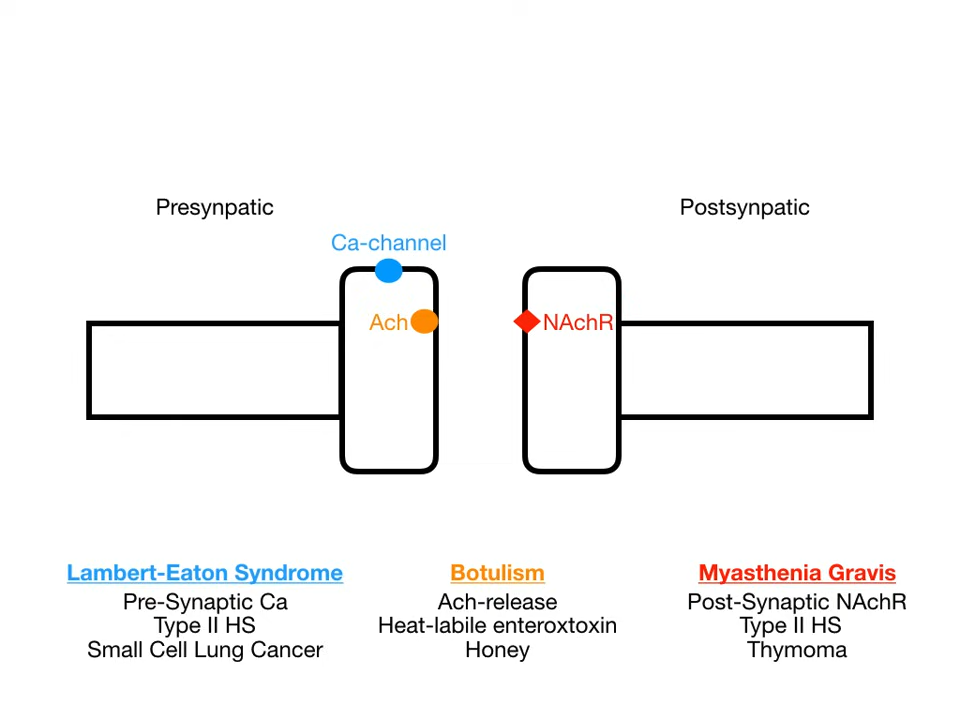 Presynpatic
Postsynpatic
Ca-channel
Ach
NAchR
Lambert-Eaton Syndrome
Pre-Synaptic Ca
Type II HS
Small Cell Lung Cancer
Botulism
Ach-release
Heat-labile enteroxtoxin
Honey
Myasthenia Gravis
Post-Synaptic NAchR
Type II HS
Thymoma